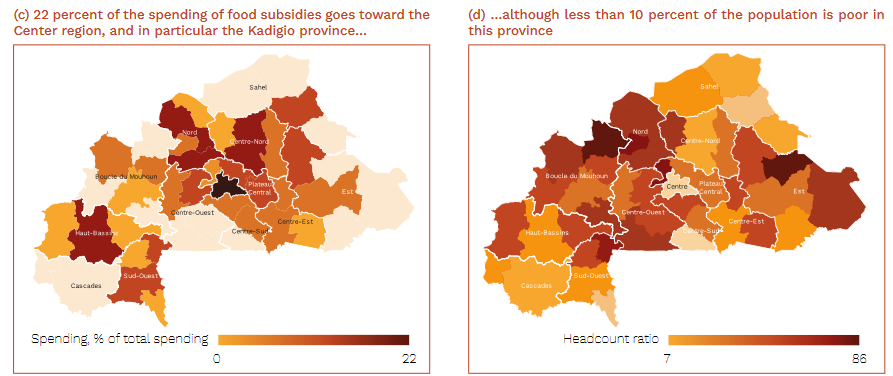 (c) 22 percent of the spending of food subsidies goes toward the
Center region, and in particular the Kadigio province...
Sahel
Nord
Centre-Nord
Boucle du Mouhoun
Plateau
Central
Est
Centre-Ouest
Centre-Est
Centre-Sud
Haut-Bassins
Sud-Ouest
Cascades
Spending, % of total spending
0
22
(d) ...although less than 10 percent of the population is poor in
this province
Sahel
Nord
Centre-Nord
Boucle du Mouhoun
Centre
Plateau
Central
Est
Centre-Ouest
Centre-Est
Centre-Sud
Haut-Bassins
Sud-Ouest
Cascades
Headcount ratio
7
86